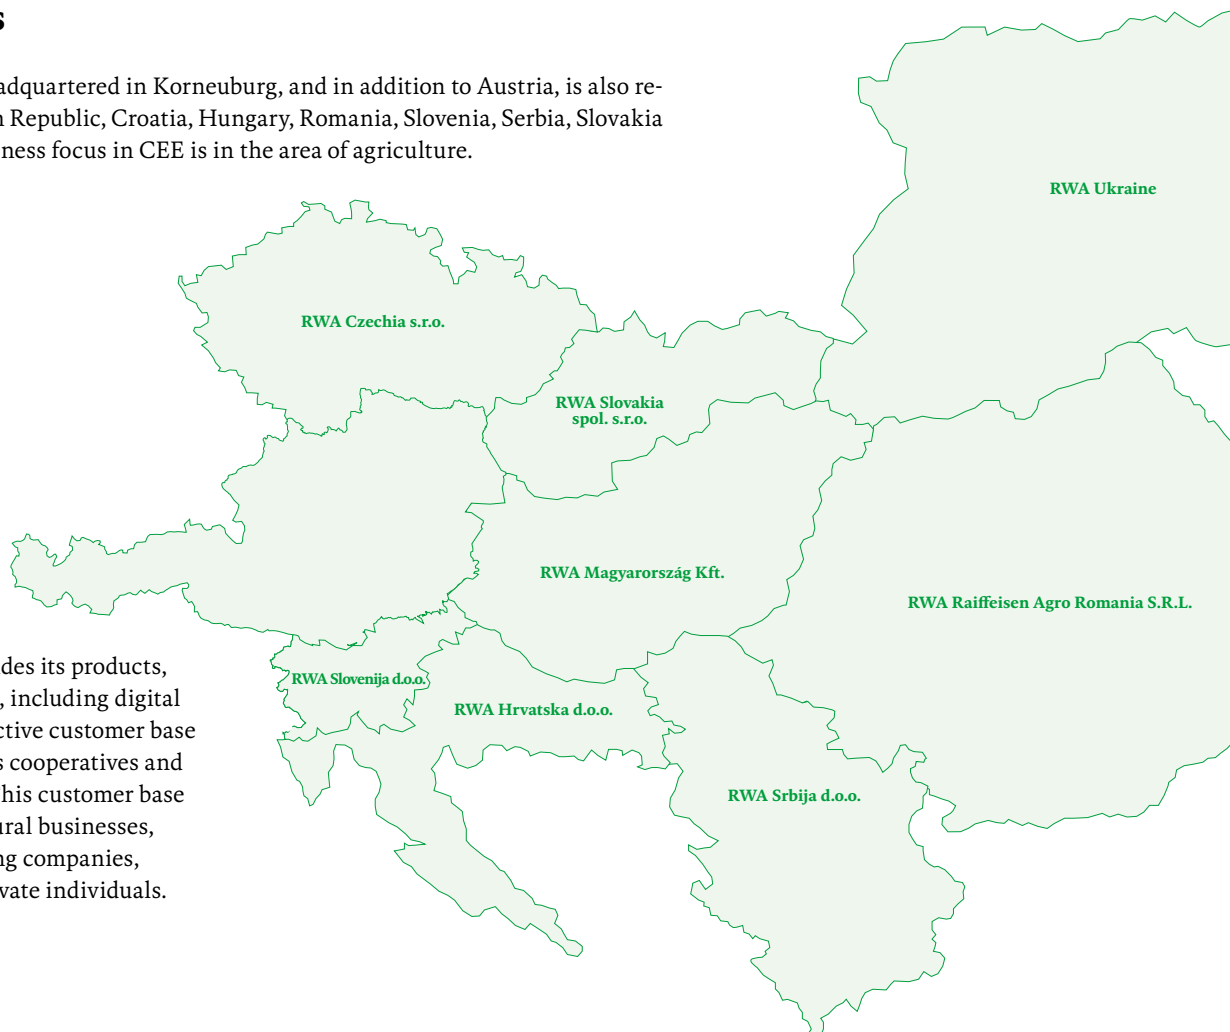 s
adquartered in Korneuburg, and in addition to Austria, is also re-
n Republic, Croatia, Hungary, Romania, Slovenia, Serbia, Slovakia
ness focus in CEE is in the area of agriculture.
RWA Ukraine
RWA Czechia s.r.o.
RWA Slovakia
spol. s.r.o.
RWA Magyarország Kft.
RWA Raiffeisen Agro Romania S.R.L.
RWA Slovenija d.o.o.
RWA Hrvatska d.o.o.
RWA Srbija d.o.o.
des its products,
, including digital
ctive customer base
s cooperatives and
his customer base
ural businesses,
ng companies,
vate individuals.